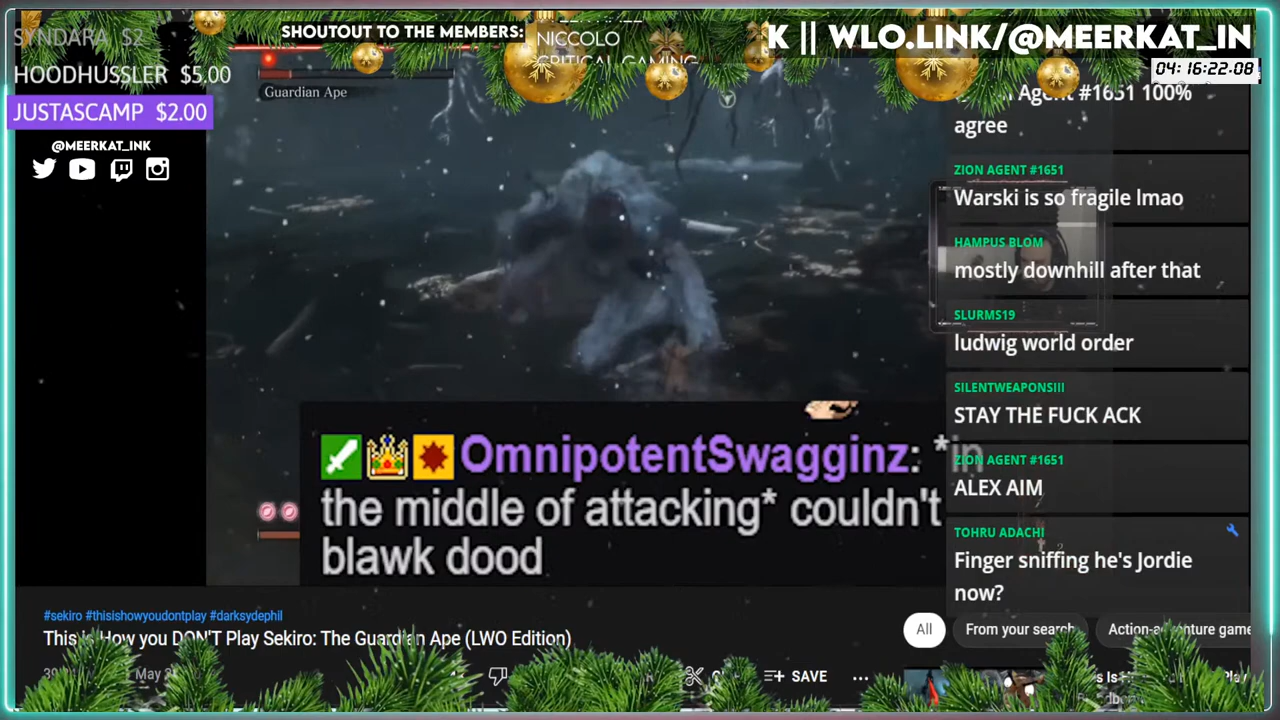 SYNDARA $2
HOODHUSSLER $5.00
JUSTASCAMP $2.00
@MEERKAT_INK
SHOUTOUT TO THE MEMBERS:
NICCOLO
CRITICAL GAMING
K || WLO.LINK/@MEERKAT_IN
04:16:22.08
Guardian Ape
Agent #1651 100%
agree
ZION AGENT #1651
Warski is so fragile lmao
HAMPUS BLOM
mostly downhill after that
SLURMS19
ludwig world order
SILENTWEAPONSIII
STAY THE FUCK ACK
ZION AGENT #1651
ALEX AIM
TOHRU ADACHI
Finger sniffing he's Jordie
now?
OmnipotentSwagginz: *in
the middle of attacking* couldn't
blawk dood
#sekiro #thisishowyoudontplay #darksydephil
This is How you DON'T Play Sekiro: The Guardian Ape (LWO Edition)
All
From your search
Action-adventure game
May
SAVE